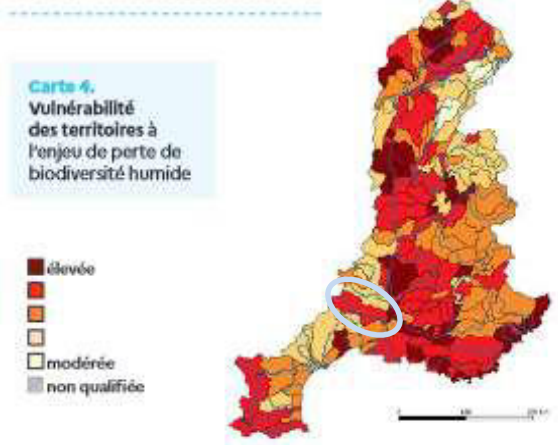 Carte 4.
Vulnérabilité
des territoires à
l'enjeu de perte de
biodiversité humide
élevée
modérée
non qualifiée